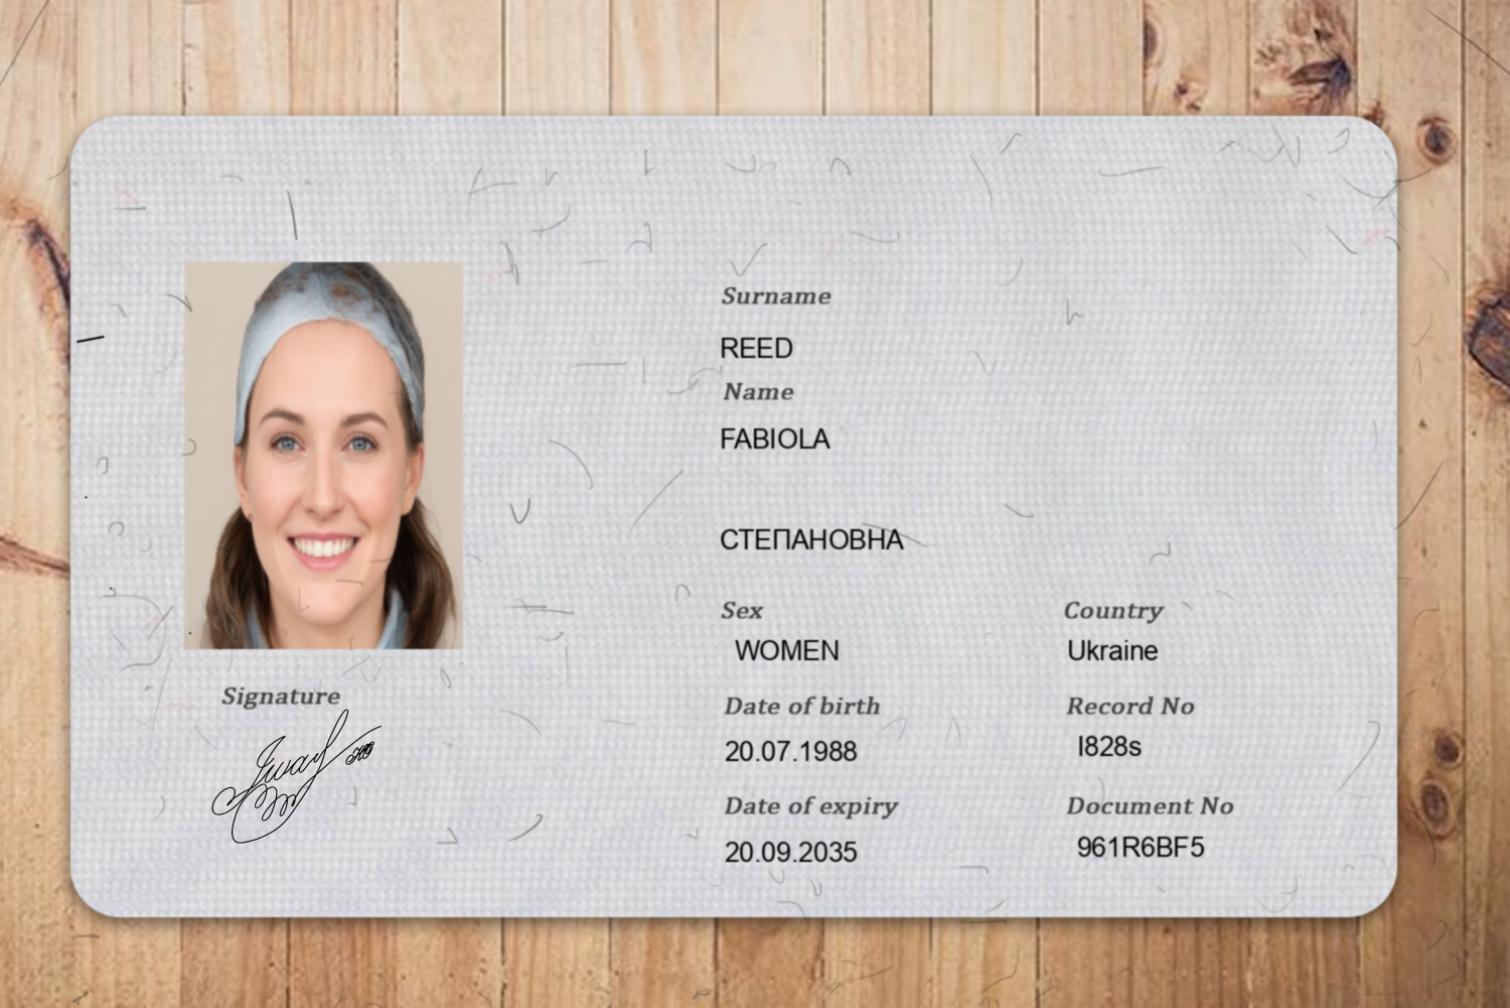 Surname
REED
Name
FABIOLA
СТЕПАНОВНА
Sex
WOMEN
Country
Ukraine
Date of birth
20.07.1988
Record No
I828s
Date of expiry
20.09.2035
Document No
961R6BF5
Signature